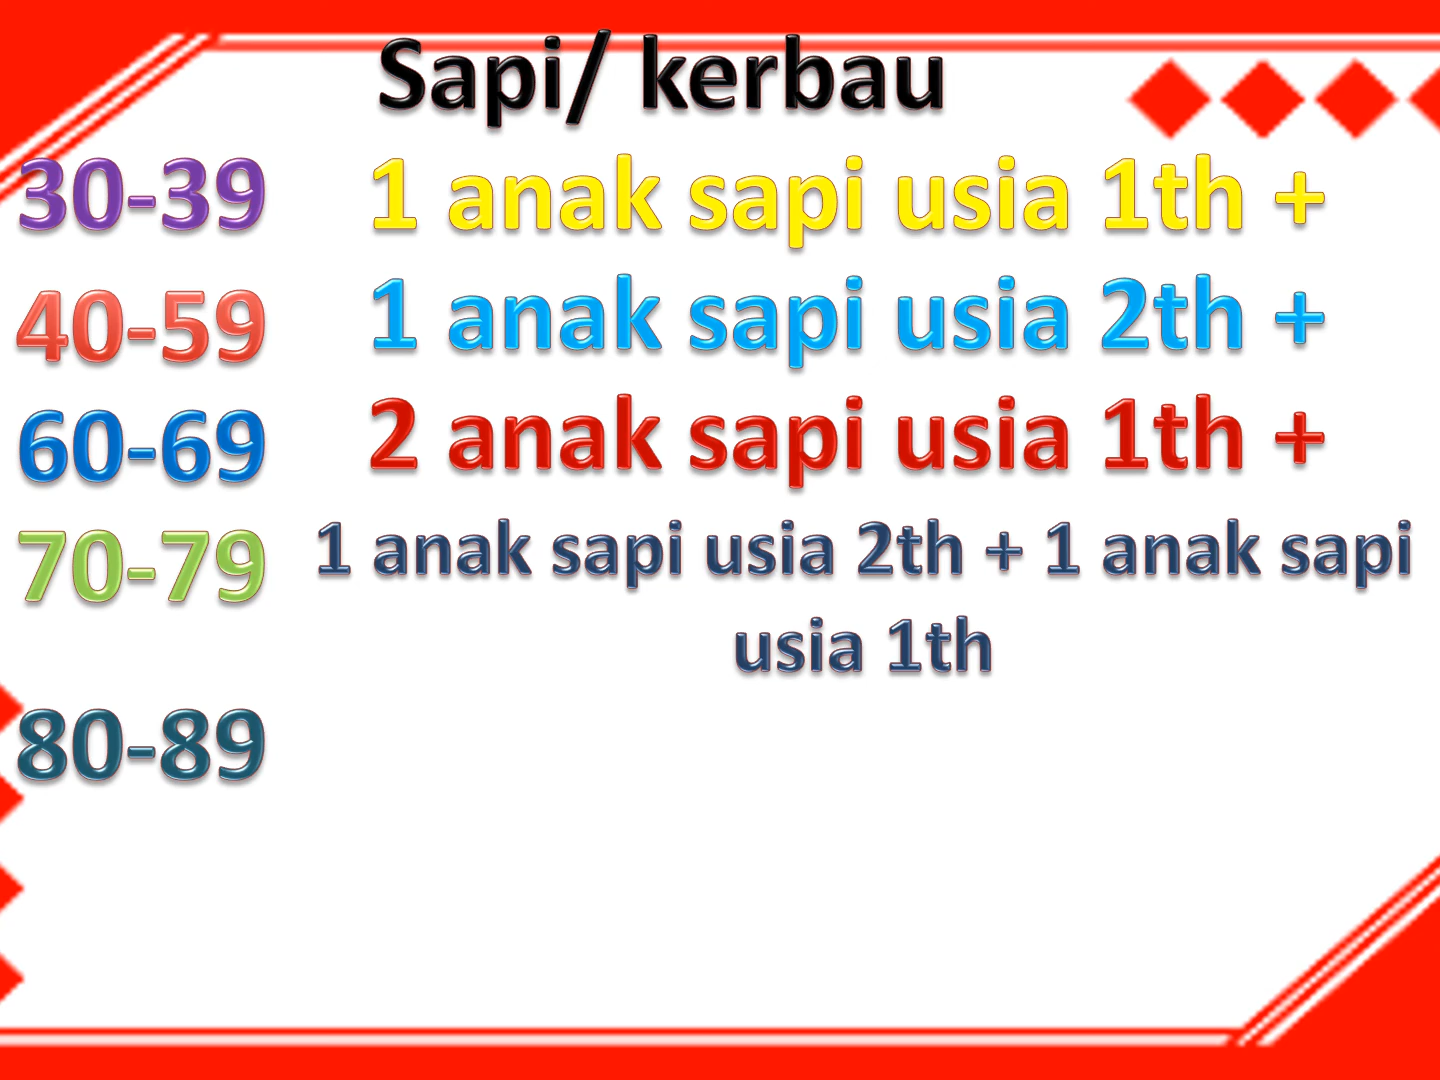 Sapi/ kerbau
30-39 1 anak sapi usia 1th +
40-59 1 anak sapi usia 2th +
60-69 2 anak sapi usia 1th +
70-79 1 anak sapi usia 2th + 1 anak sapi
usia 1th
80-89